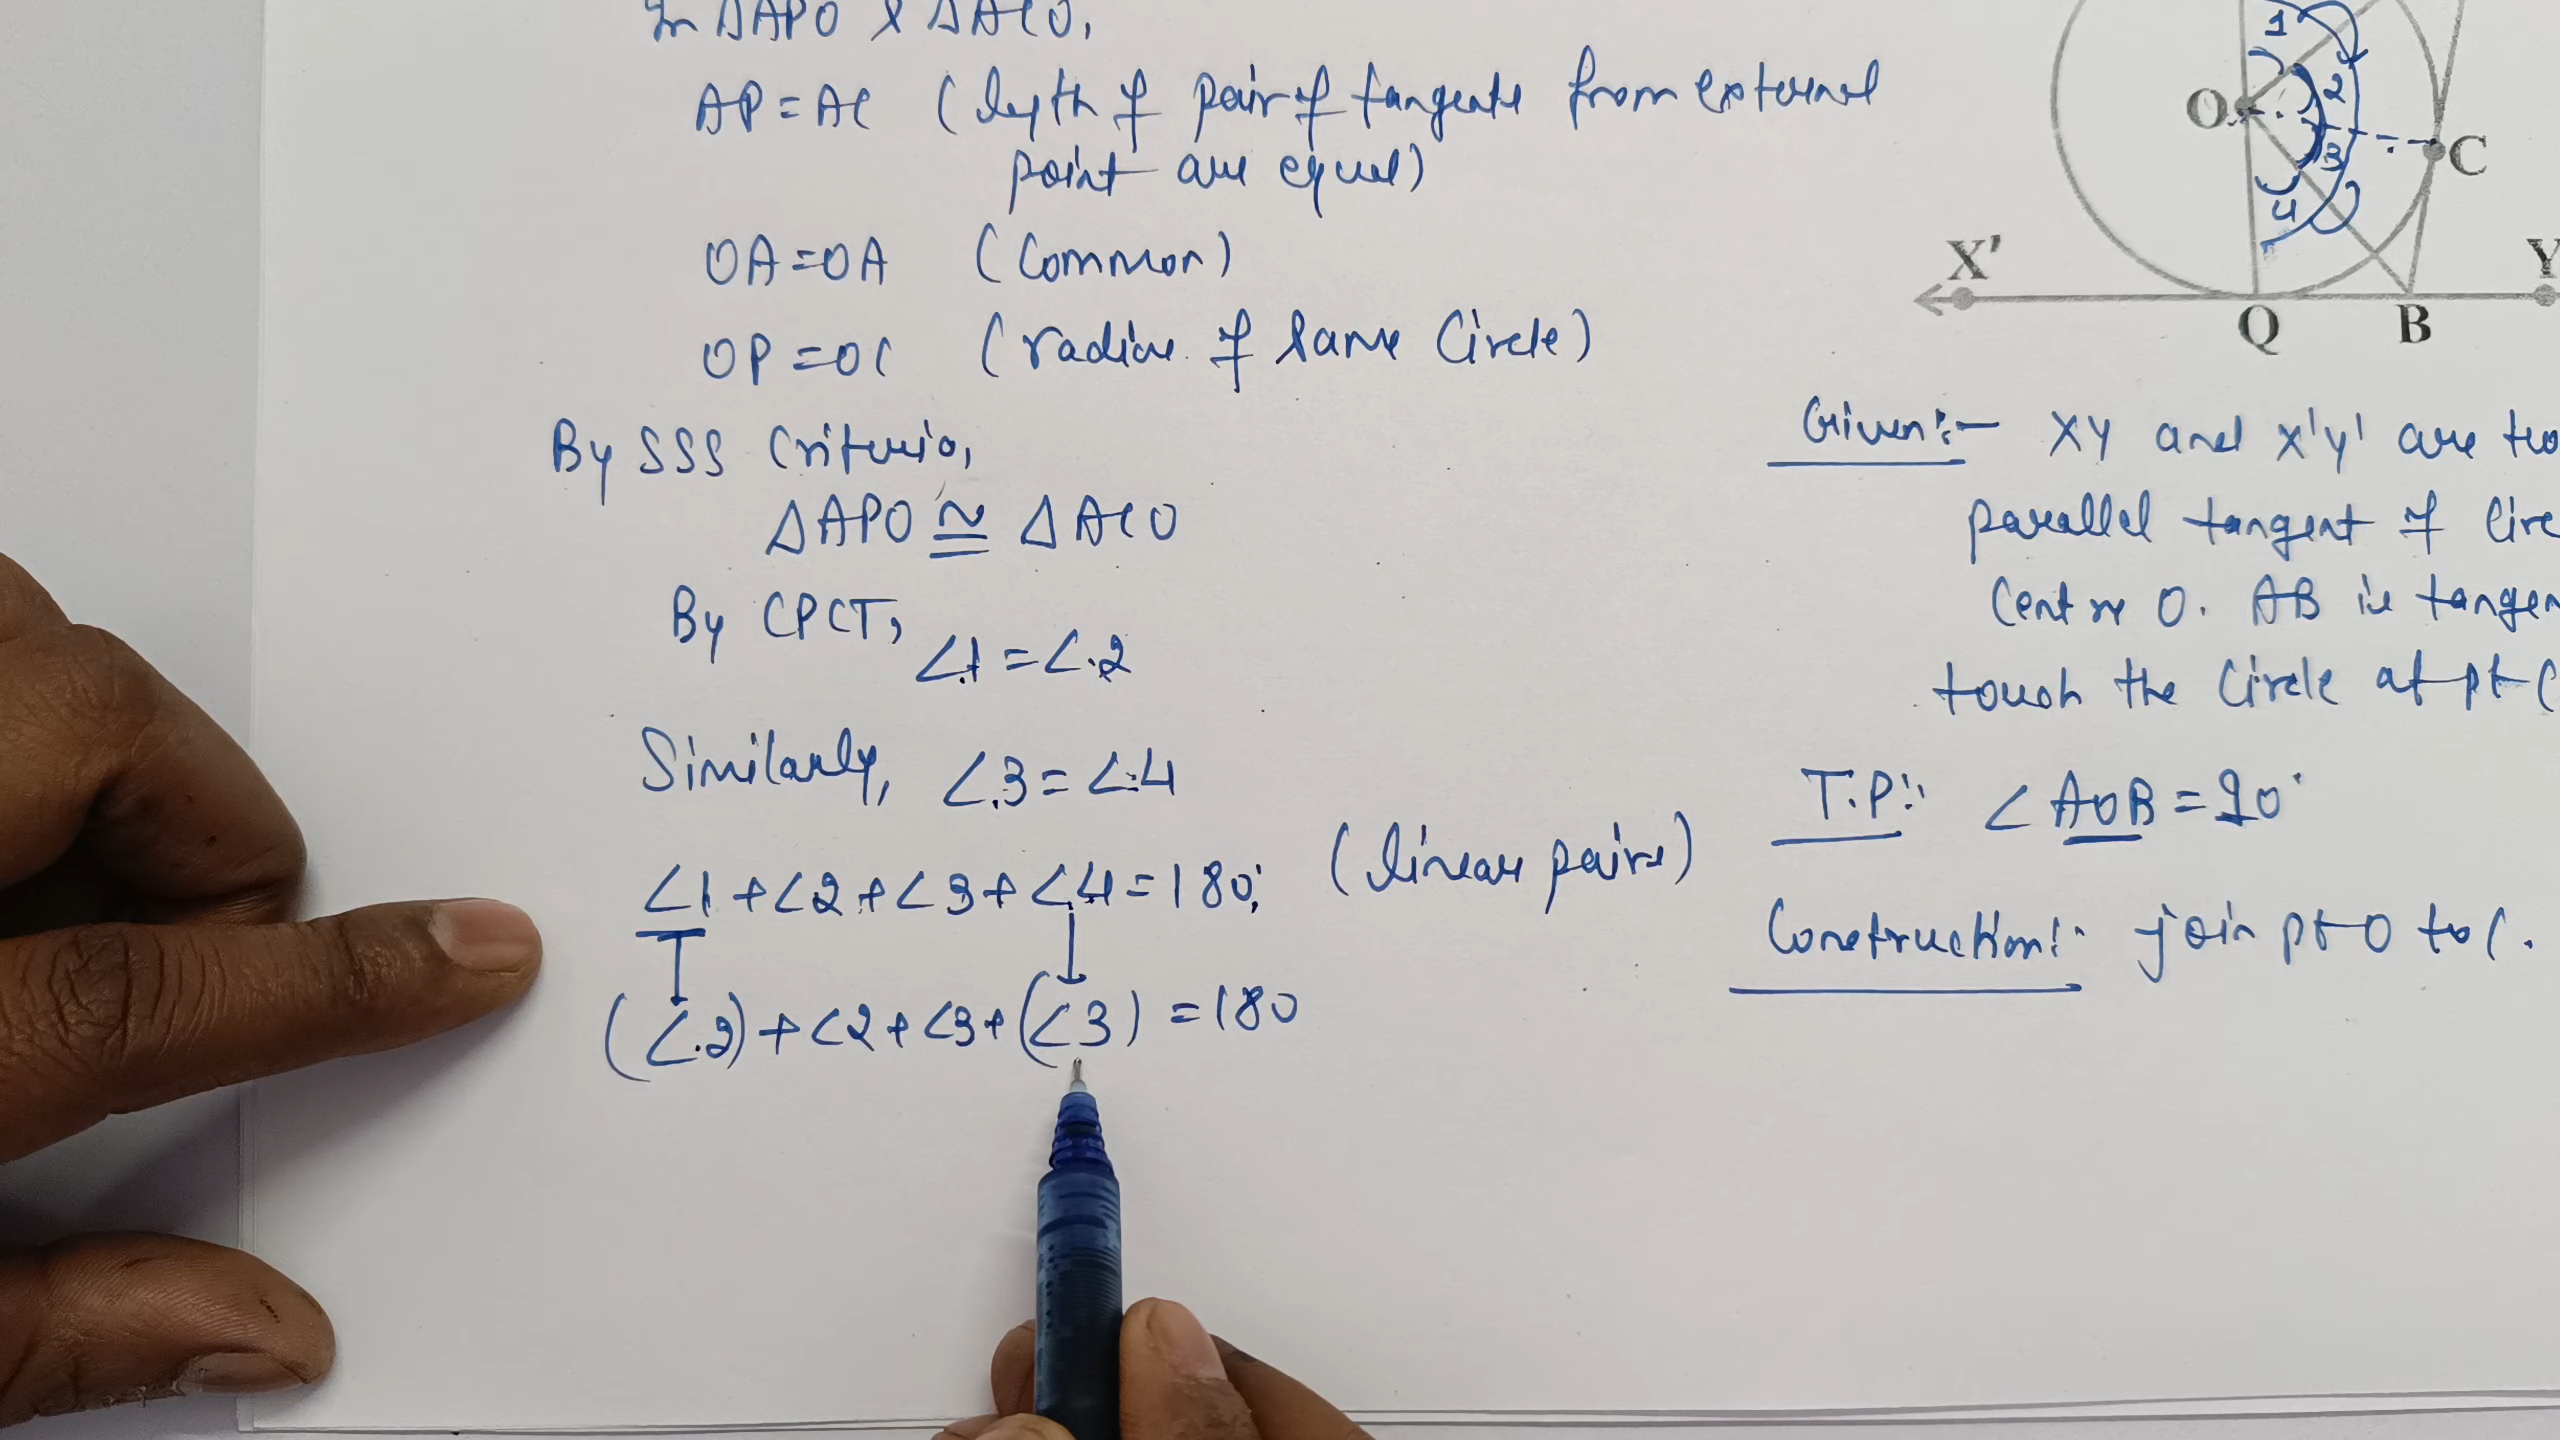 In ΔAPO & ΔACO,
AP = AC (length of pair of tangents from external
point are equal)
OA = OA (Common)
OP = OC (radius of same Circle)
By SSS Criteria,
ΔAPO ≅ ΔACO
By CPCT,
∠1 = ∠2
Similarly, ∠3 = ∠4
∠1 + ∠2 + ∠3 + ∠4 = 180° (linear pairs)
(∠2) + ∠2 + ∠3 + (∠3) = 180
1
2
O
3
C
4
X'
Y
Q
B
Given:- XY and X'Y' are two
parallel tangent of Circ
Centre O. AB is tangen
touch the Circle at pt C
T.P:- ∠AOB = 90°
Construction:- join pt O to C.